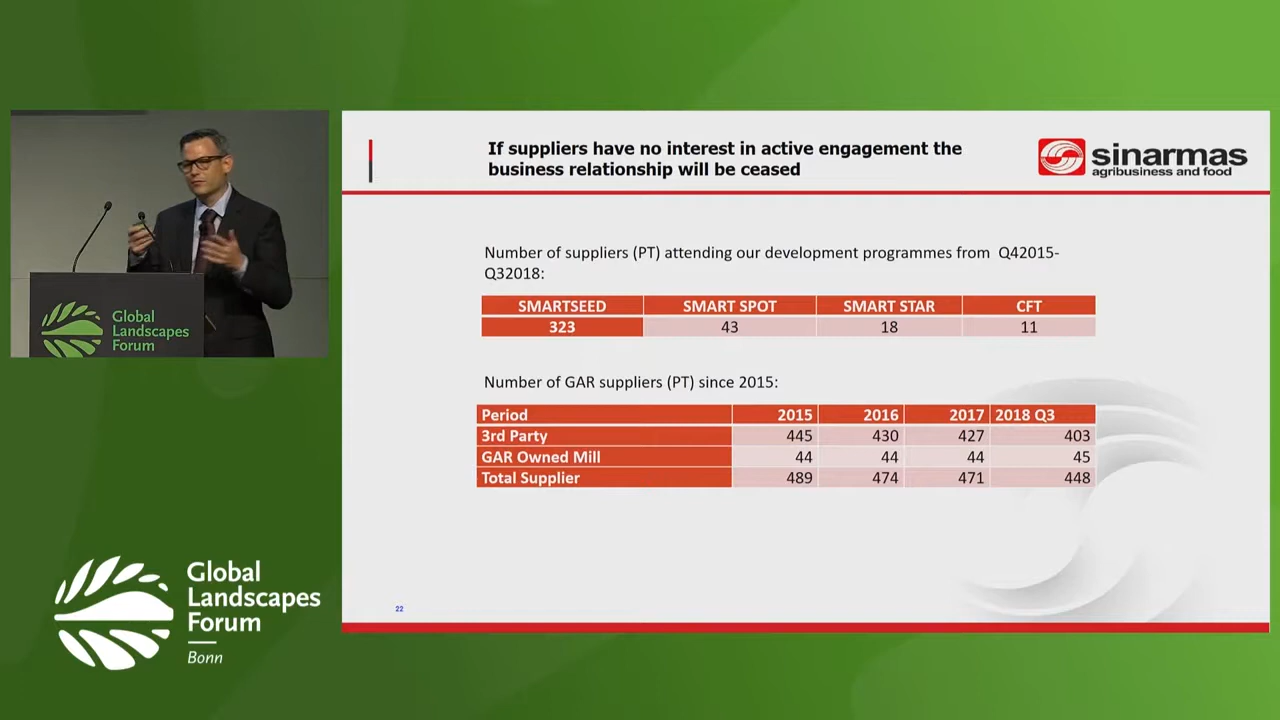 If suppliers have no interest in active engagement the
business relationship will be ceased
sinarmas
agribusiness and food
Number of suppliers (PT) attending our development programmes from Q42015-
Q32018:
SMARTSEED SMART SPOT SMART STAR CFT
323 43 18 11
Number of GAR suppliers (PT) since 2015:
Period 2015 2016 2017 2018 Q3
3rd Party 445 430 427 403
GAR Owned Mill 44 44 44 45
Total Supplier 489 474 471 448
22
Global
Landscapes
Forum
Global
Landscapes
Forum
Bonn